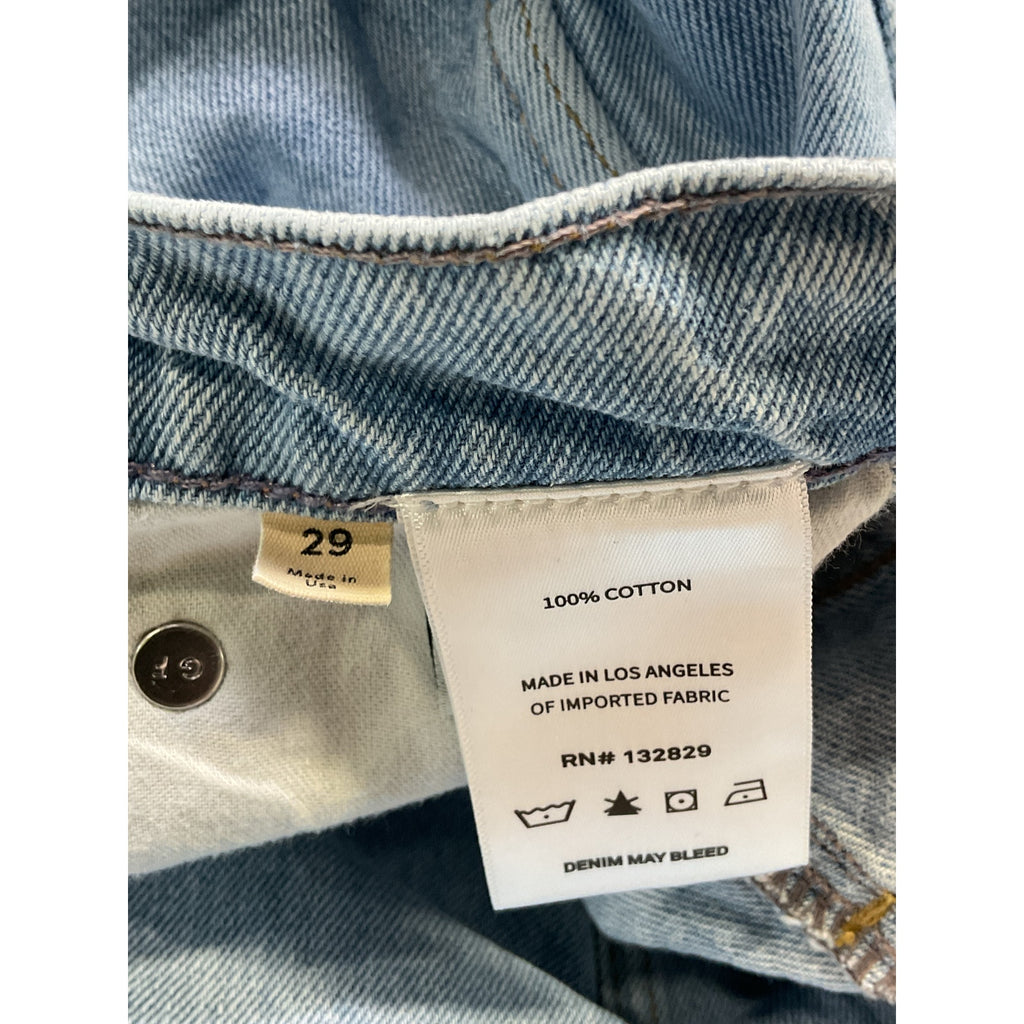 29
Made in
Usa
100% COTTON
MADE IN LOS ANGELES
OF IMPORTED FABRIC
RN# 132829
DENIM MAY BLEED